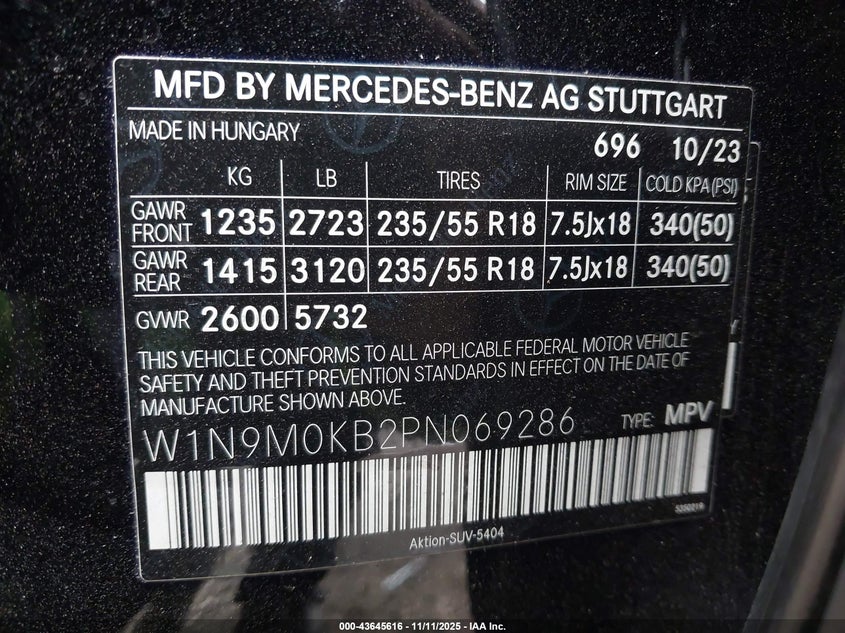 MFD BY MERCEDES-BENZ AG STUTTGART
MADE IN HUNGARY 696 10/23
KG LB TIRES RIM SIZE COLD KPA(PSI)
GAWR FRONT 1235 2723 235/55 R18 7.5Jx18 340(50)
GAWR REAR 1415 3120 235/55 R18 7.5Jx18 340(50)
GVWR 2600 5732
THIS VEHICLE CONFORMS TO ALL APPLICABLE FEDERAL MOTOR VEHICLE
SAFETY AND THEFT PREVENTION STANDARDS IN EFFECT ON THE DATE OF
MANUFACTURE SHOWN ABOVE.
W1N9M0KB2PN069286 TYPE: MPV
Aktion-SUV-5404
000-43645616 - 11/11/2025 - IAA Inc.